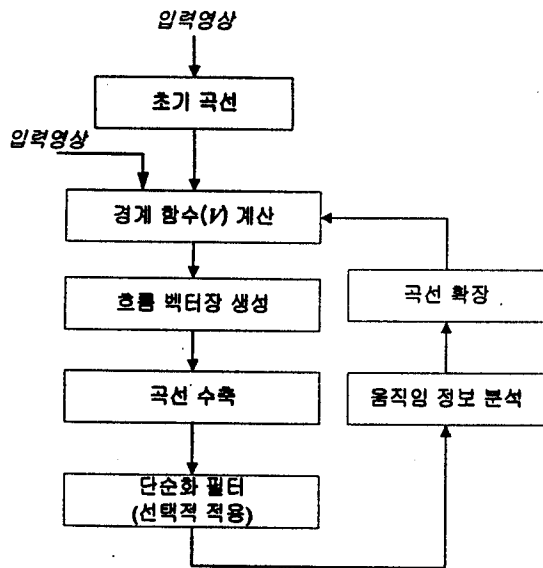 입력영상
초기 곡선
입력영상
경계 함수(V) 계산
흐름 벡터장 생성
곡선 확장
곡선 수축
움직임 정보 분석
단순화 필터
(선택적 적용)